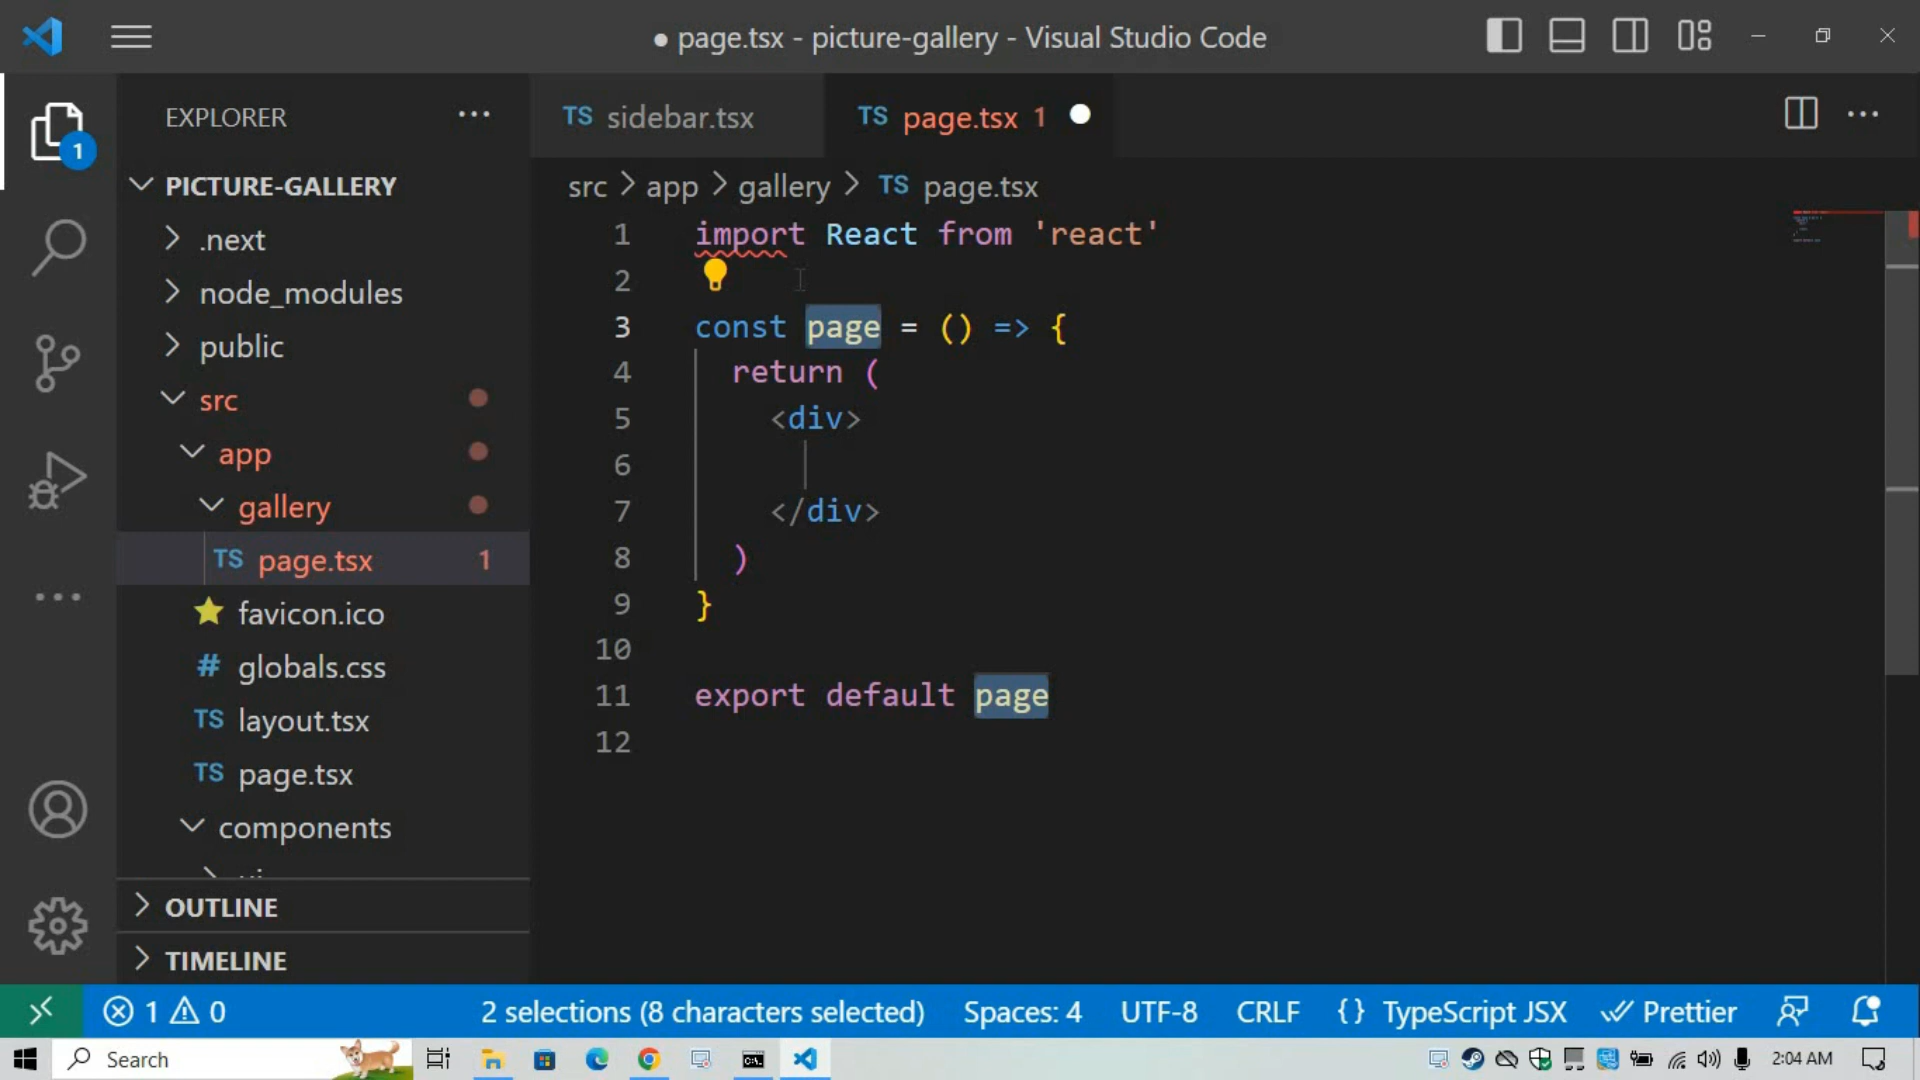 ● page.tsx - picture-gallery - Visual Studio Code
EXPLORER
1
PICTURE-GALLERY
.next
node_modules
public
src
app
gallery
TS page.tsx 1
favicon.ico
# globals.css
TS layout.tsx
TS page.tsx
components
OUTLINE
TIMELINE
TS sidebar.tsx
TS page.tsx 1
src > app > gallery > TS page.tsx
1 import React from 'react'
2
3 const page = () => {
4 return (
5 <div>
6
7 </div>
8 )
9 }
10
11 export default page
12
1 0
2 selections (8 characters selected)
Spaces: 4
UTF-8
CRLF
{} TypeScript JSX
Prettier
Search
2:04 AM